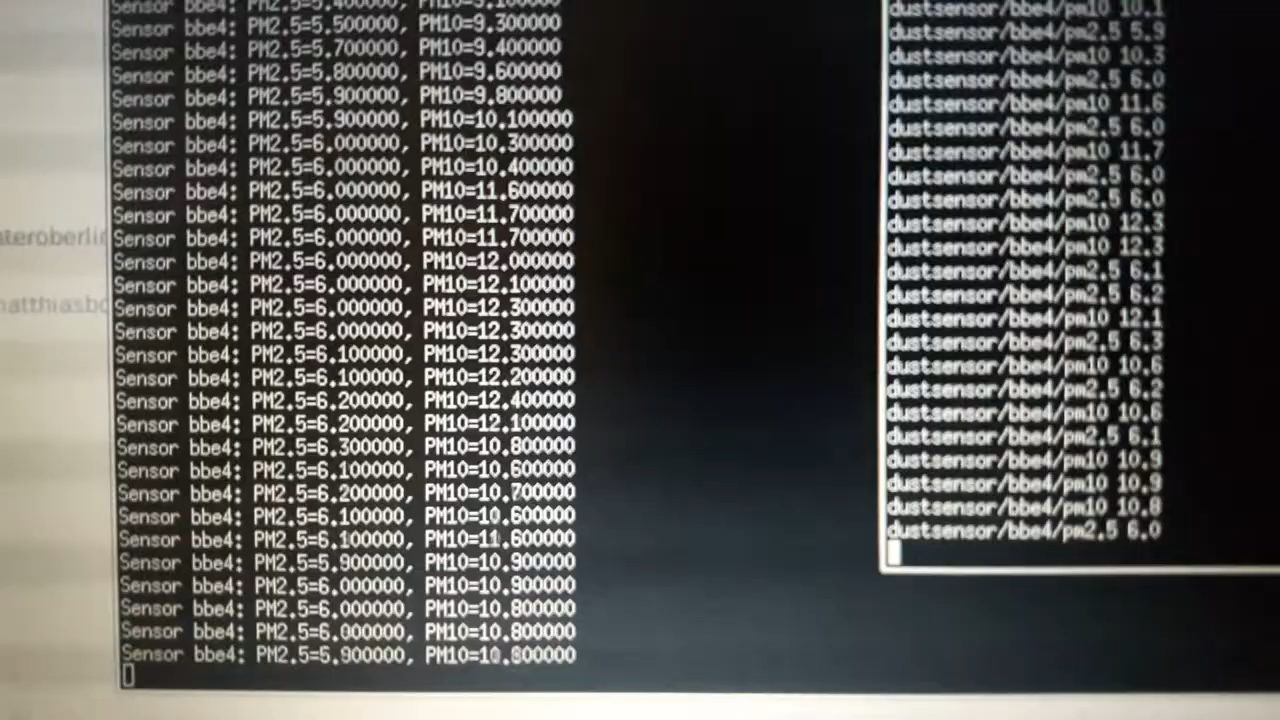 Sensor bbe4: PM2.5=5.400000, PM10=9.100000
Sensor bbe4: PM2.5=5.500000, PM10=9.300000
Sensor bbe4: PM2.5=5.700000, PM10=9.400000
Sensor bbe4: PM2.5=5.800000, PM10=9.600000
Sensor bbe4: PM2.5=5.900000, PM10=9.800000
Sensor bbe4: PM2.5=5.900000, PM10=10.100000
Sensor bbe4: PM2.5=6.000000, PM10=10.300000
Sensor bbe4: PM2.5=6.000000, PM10=10.400000
Sensor bbe4: PM2.5=6.000000, PM10=11.600000
Sensor bbe4: PM2.5=6.000000, PM10=11.700000
Sensor bbe4: PM2.5=6.000000, PM10=11.700000
Sensor bbe4: PM2.5=6.000000, PM10=12.000000
Sensor bbe4: PM2.5=6.000000, PM10=12.100000
Sensor bbe4: PM2.5=6.000000, PM10=12.300000
Sensor bbe4: PM2.5=6.000000, PM10=12.300000
Sensor bbe4: PM2.5=6.100000, PM10=12.300000
Sensor bbe4: PM2.5=6.100000, PM10=12.200000
Sensor bbe4: PM2.5=6.200000, PM10=12.400000
Sensor bbe4: PM2.5=6.200000, PM10=12.100000
Sensor bbe4: PM2.5=6.300000, PM10=10.800000
Sensor bbe4: PM2.5=6.100000, PM10=10.600000
Sensor bbe4: PM2.5=6.200000, PM10=10.700000
Sensor bbe4: PM2.5=6.100000, PM10=10.600000
Sensor bbe4: PM2.5=6.100000, PM10=11.600000
Sensor bbe4: PM2.5=5.900000, PM10=10.900000
Sensor bbe4: PM2.5=6.000000, PM10=10.900000
Sensor bbe4: PM2.5=6.000000, PM10=10.800000
Sensor bbe4: PM2.5=6.000000, PM10=10.800000
Sensor bbe4: PM2.5=5.900000, PM10=10.800000
dustsensor/bbe4/pm10 10.1
dustsensor/bbe4/pm2.5 5.9
dustsensor/bbe4/pm10 10.3
dustsensor/bbe4/pm2.5 6.0
dustsensor/bbe4/pm10 11.6
dustsensor/bbe4/pm2.5 6.0
dustsensor/bbe4/pm10 11.7
dustsensor/bbe4/pm2.5 6.0
dustsensor/bbe4/pm2.5 6.0
dustsensor/bbe4/pm10 12.3
dustsensor/bbe4/pm10 12.3
dustsensor/bbe4/pm2.5 6.1
dustsensor/bbe4/pm2.5 6.2
dustsensor/bbe4/pm10 12.1
dustsensor/bbe4/pm2.5 6.3
dustsensor/bbe4/pm10 10.6
dustsensor/bbe4/pm2.5 6.2
dustsensor/bbe4/pm10 10.6
dustsensor/bbe4/pm2.5 6.1
dustsensor/bbe4/pm10 10.9
dustsensor/bbe4/pm10 10.9
dustsensor/bbe4/pm10 10.8
dustsensor/bbe4/pm2.5 6.0